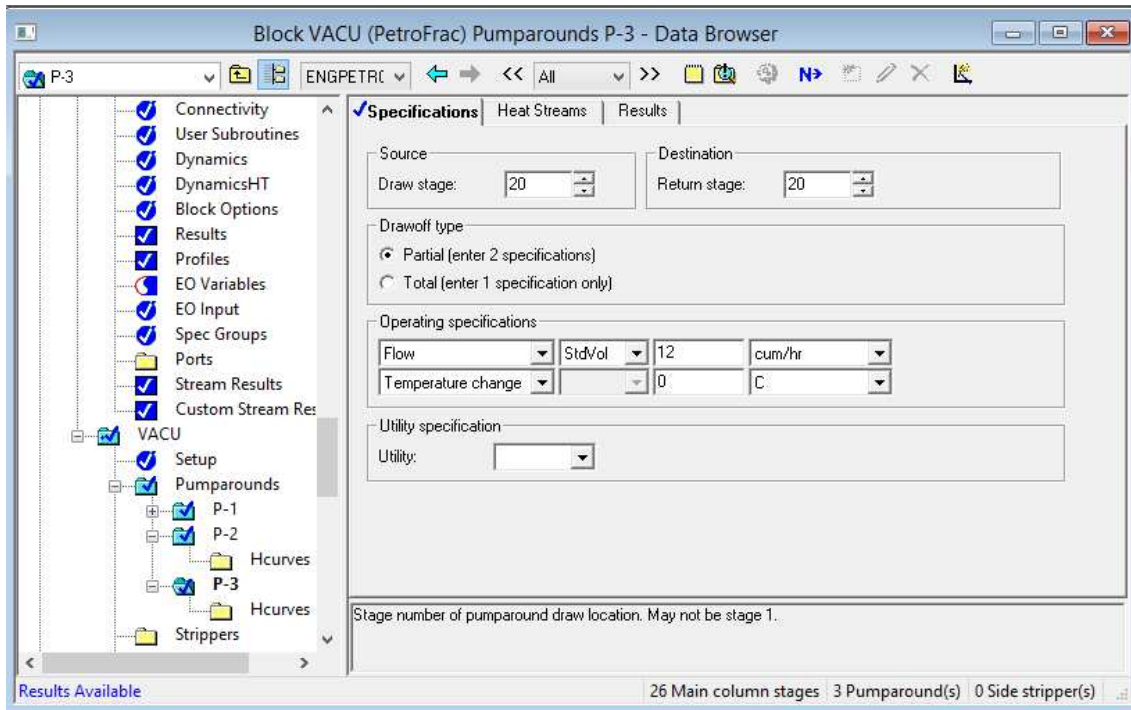 Block VACU (PetroFrac) Pumparounds P-3 - Data Browser
P-3 ENGPETRC << All >> N>
Connectivity
User Subroutines
Dynamics
DynamicsHT
Block Options
Results
Profiles
EO Variables
EO Input
Spec Groups
Ports
Stream Results
Custom Stream Res
VACU
Setup
Pumparounds
P-1
P-2
Hcurves
P-3
Hcurves
Strippers
Specifications Heat Streams Results
Source
Draw stage: 20
Destination
Return stage: 20
Drawoff type
Partial (enter 2 specifications)
Total (enter 1 specification only)
Operating specifications
Flow StdVol 12 cum/hr
Temperature change 0 C
Utility specification
Utility:
Stage number of pumparound draw location. May not be stage 1.
Results Available 26 Main column stages 3 Pumparound(s) 0 Side stripper(s)